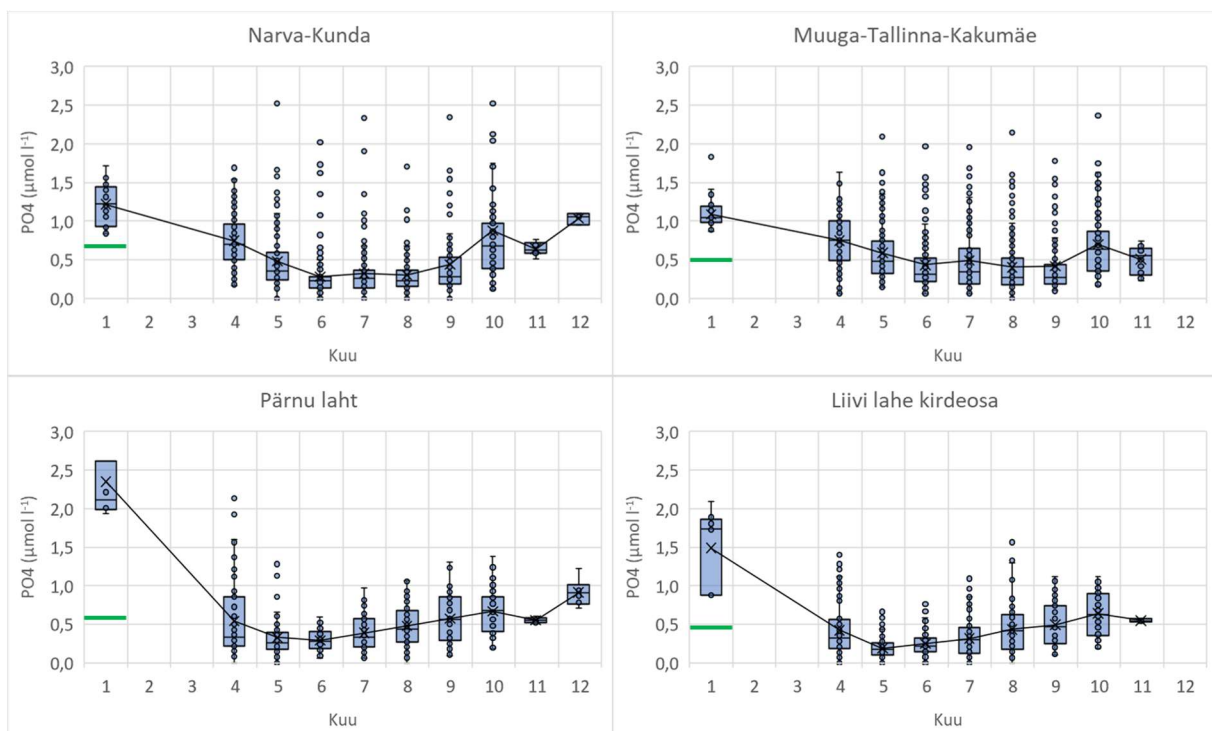 Narva-Kunda
3,0
2,5
2,0
1,5
1,0
0,5
0,0
PO4 (µmol l⁻¹)
1 2 3 4 5 6 7 8 9 10 11 12
Kuu
Muuga-Tallinna-Kakumäe
3,0
2,5
2,0
1,5
1,0
0,5
0,0
PO4 (µmol l⁻¹)
1 2 3 4 5 6 7 8 9 10 11 12
Kuu
Pärnu laht
3,0
2,5
2,0
1,5
1,0
0,5
0,0
PO4 (µmol l⁻¹)
1 2 3 4 5 6 7 8 9 10 11 12
Kuu
Liivi lahe kirdeosa
3,0
2,5
2,0
1,5
1,0
0,5
0,0
PO4 (µmol l⁻¹)
1 2 3 4 5 6 7 8 9 10 11 12
Kuu